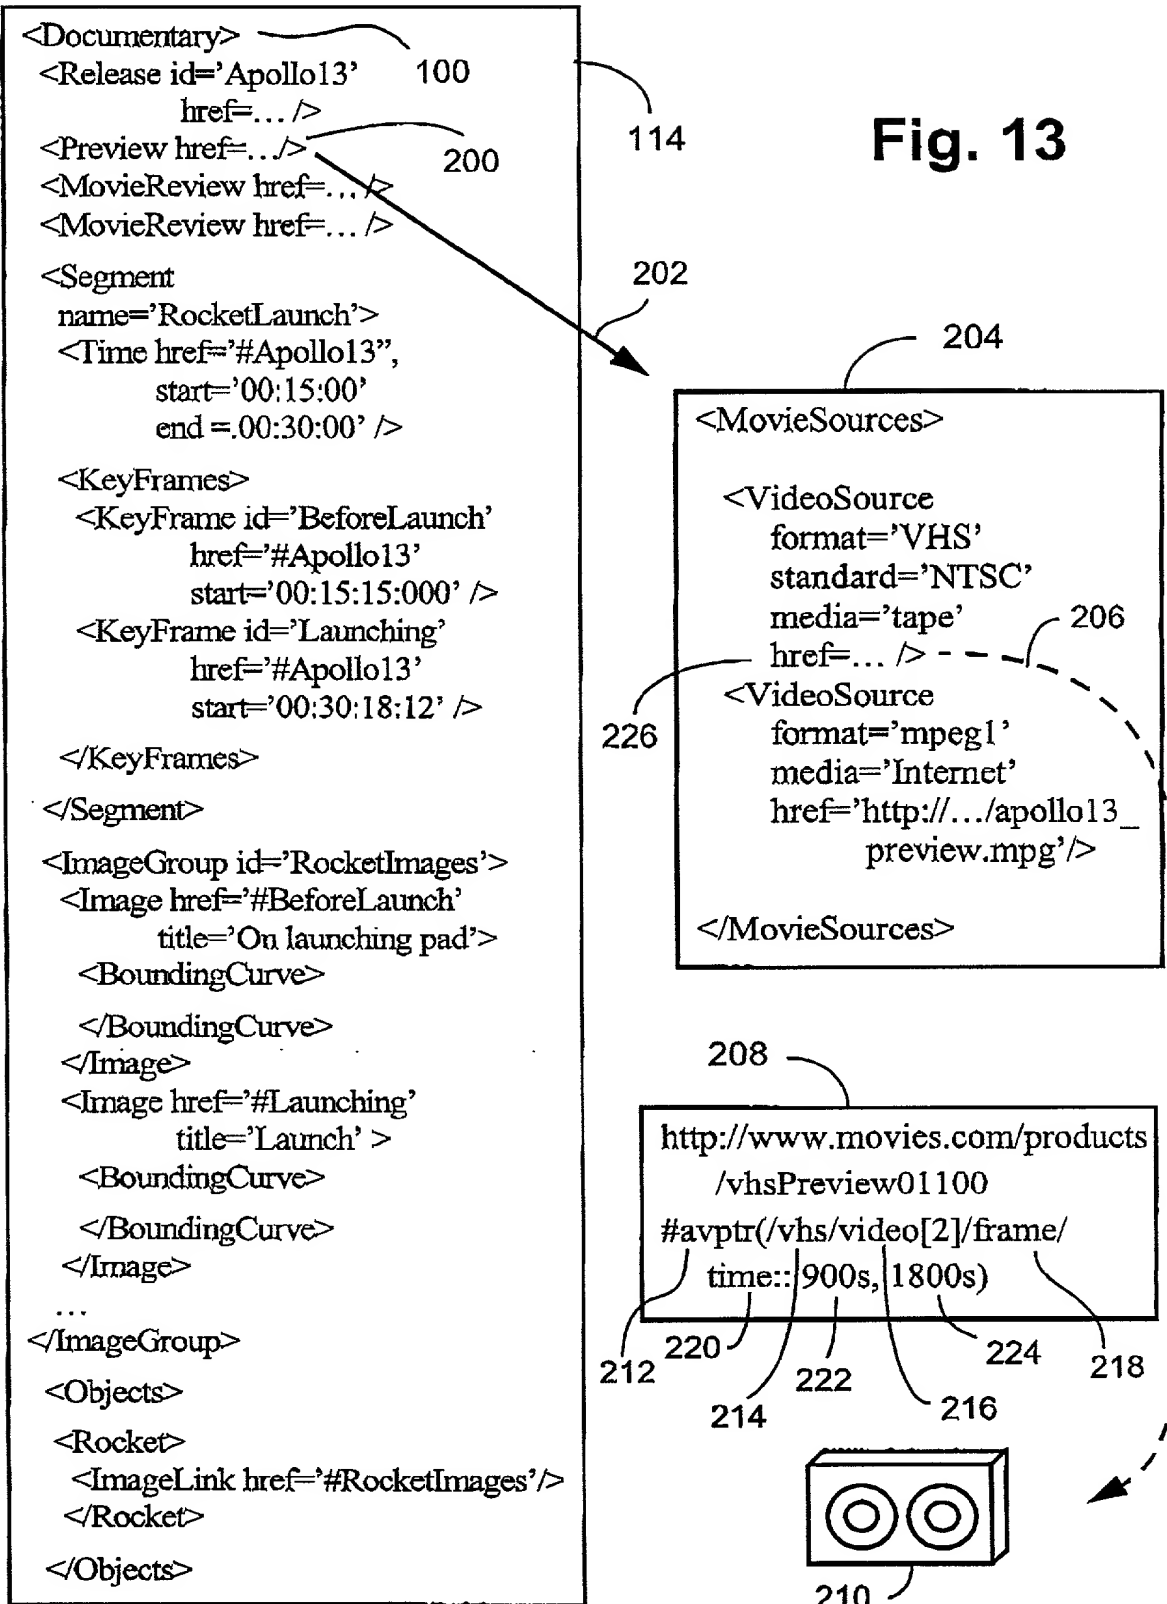 <Documentary>
100
<Release id='Apollo13'
href=... />
114
Fig. 13
<Preview href=.../>
200
<MovieReview href=... />
<MovieReview href=... />
<Segment
name='RocketLaunch'>
<Time href='#Apollo13”,
start='00:15:00'
end =.00:30:00' />
<KeyFrames>
<KeyFrame id='BeforeLaunch'
href='#Apollo13'
start='00:15:15:000' />
<KeyFrame id='Launching'
href='#Apollo13'
start='00:30:18:12' />
</KeyFrames>
</Segment>
<ImageGroup id='RocketImages'>
<Image href='#BeforeLaunch'
title='On launching pad'>
<BoundingCurve>
</BoundingCurve>
</Image>
<Image href='#Launching'
title='Launch' >
<BoundingCurve>
</BoundingCurve>
</Image>
...
</ImageGroup>
<Objects>
<Rocket>
<ImageLink href='#RocketImages'/>
</Rocket>
</Objects>
202
204
<MovieSources>
<VideoSource
format='VHS'
standard='NTSC'
media='tape'
206
href=... />
226
<VideoSource
format='mpeg1'
media='Internet'
href='http://.../apollo13_
preview.mpg'/>
</MovieSources>
208
http://www.movies.com/products
/vhsPreview01100
#avptr(/vhs/video[2]/frame/
time::900s, 1800s)
212
220
214
222
216
224
218
210